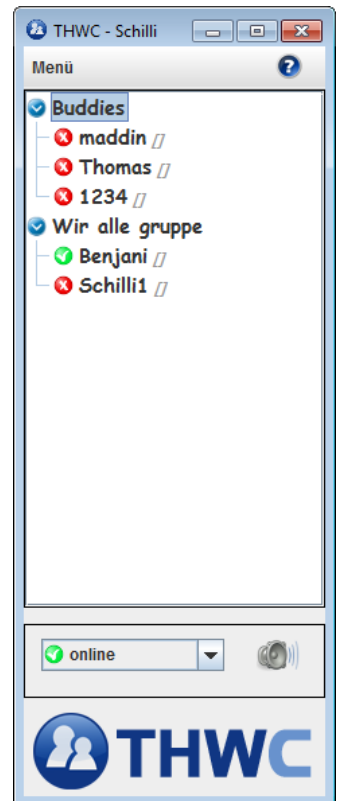 THWC - Schilli
Menü
Buddies
maddin []
Thomas []
1234 []
Wir alle gruppe
Benjani []
Schilli1 []
online
THWC